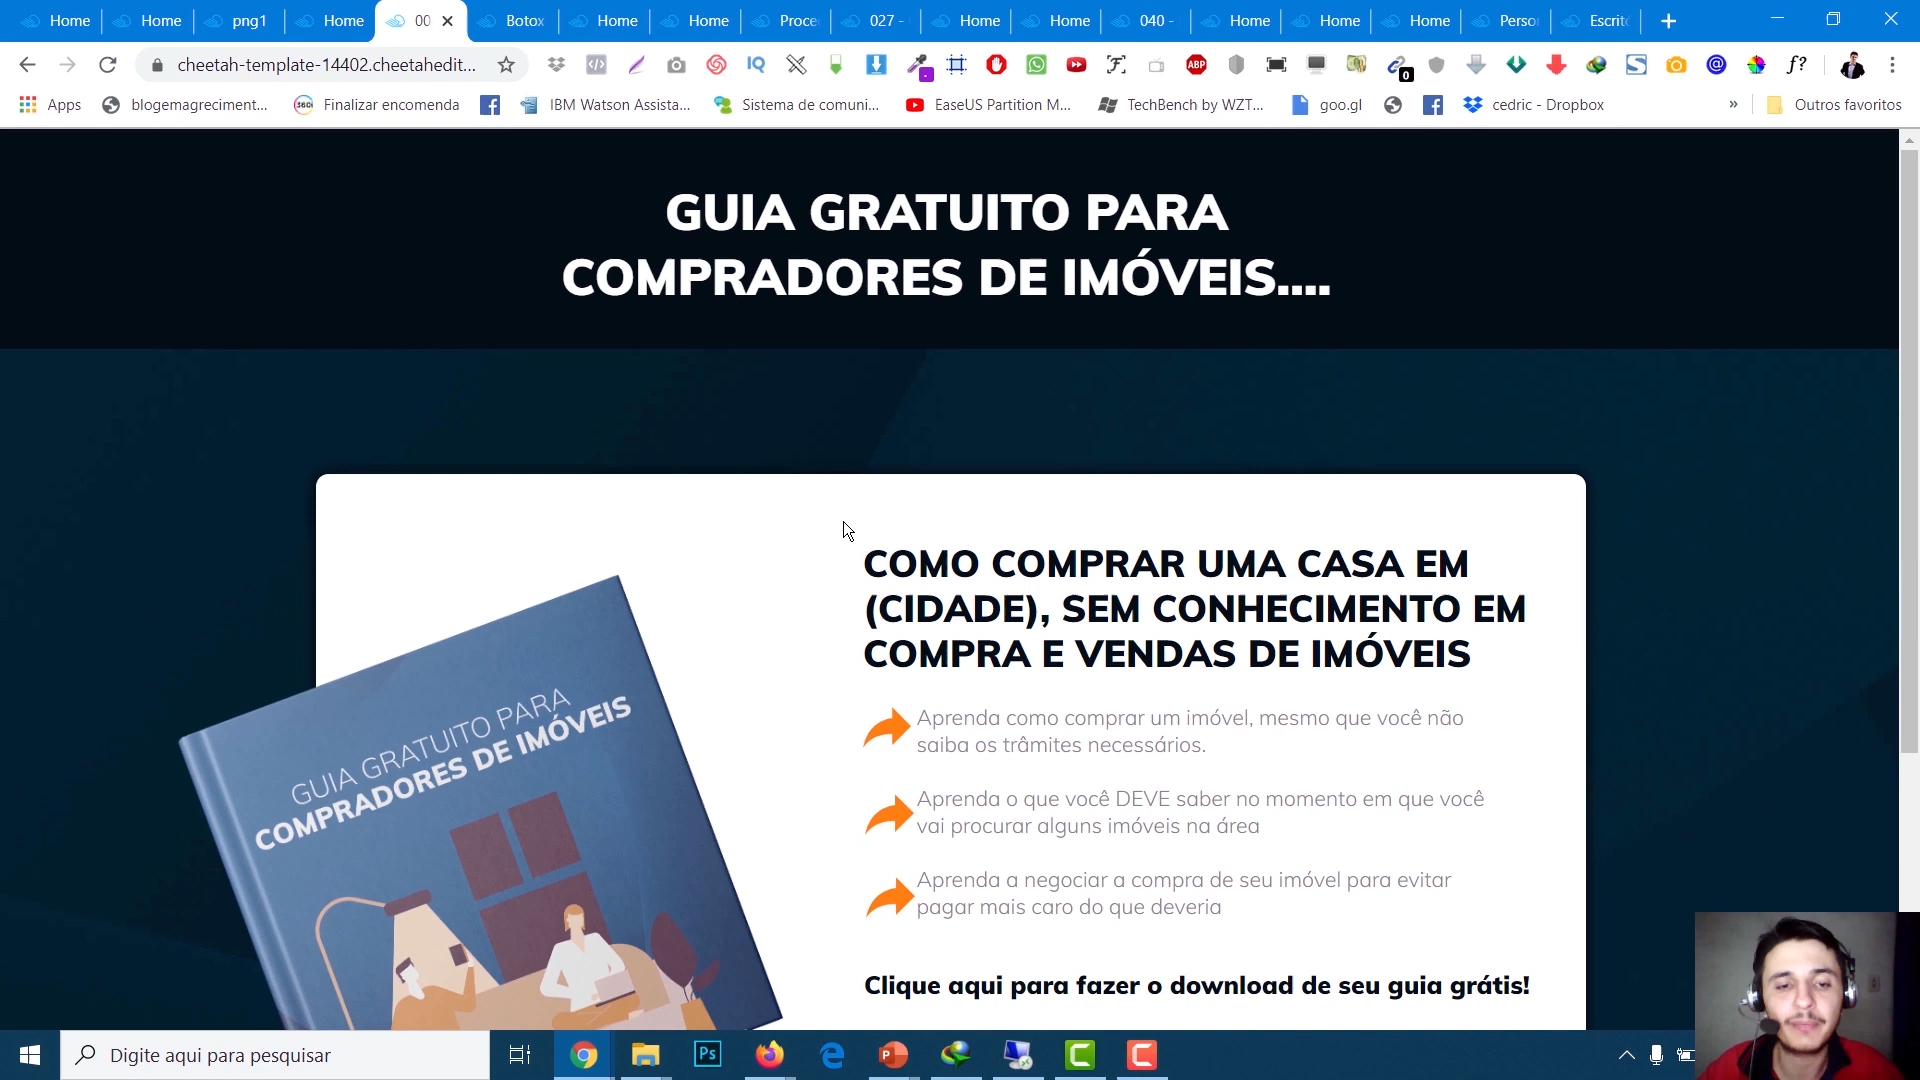 Home
Home
png1
Home
00
Botox
Home
Home
Proce
027 -
Home
Home
040 -
Home
Home
Home
Perso
Escrito
cheetah-template-14402.cheetahedit...
IQ
ABP
0
f?
Apps
blogemagreciment...
Finalizar encomenda
IBM Watson Assista...
Sistema de comuni...
EaseUS Partition M...
TechBench by WZT...
goo.gl
cedric - Dropbox
»
Outros favoritos
GUIA GRATUITO PARA
COMPRADORES DE IMÓVEIS....
COMO COMPRAR UMA CASA EM
(CIDADE), SEM CONHECIMENTO EM
COMPRA E VENDAS DE IMÓVEIS
Aprenda como comprar um imóvel, mesmo que você não
saiba os trâmites necessários.
Aprenda o que você DEVE saber no momento em que você
vai procurar alguns imóveis na área
Aprenda a negociar a compra de seu imóvel para evitar
pagar mais caro do que deveria
Clique aqui para fazer o download de seu guia grátis!
GUIA GRATUITO PARA
COMPRADORES DE IMÓVEIS
Digite aqui para pesquisar
Ps